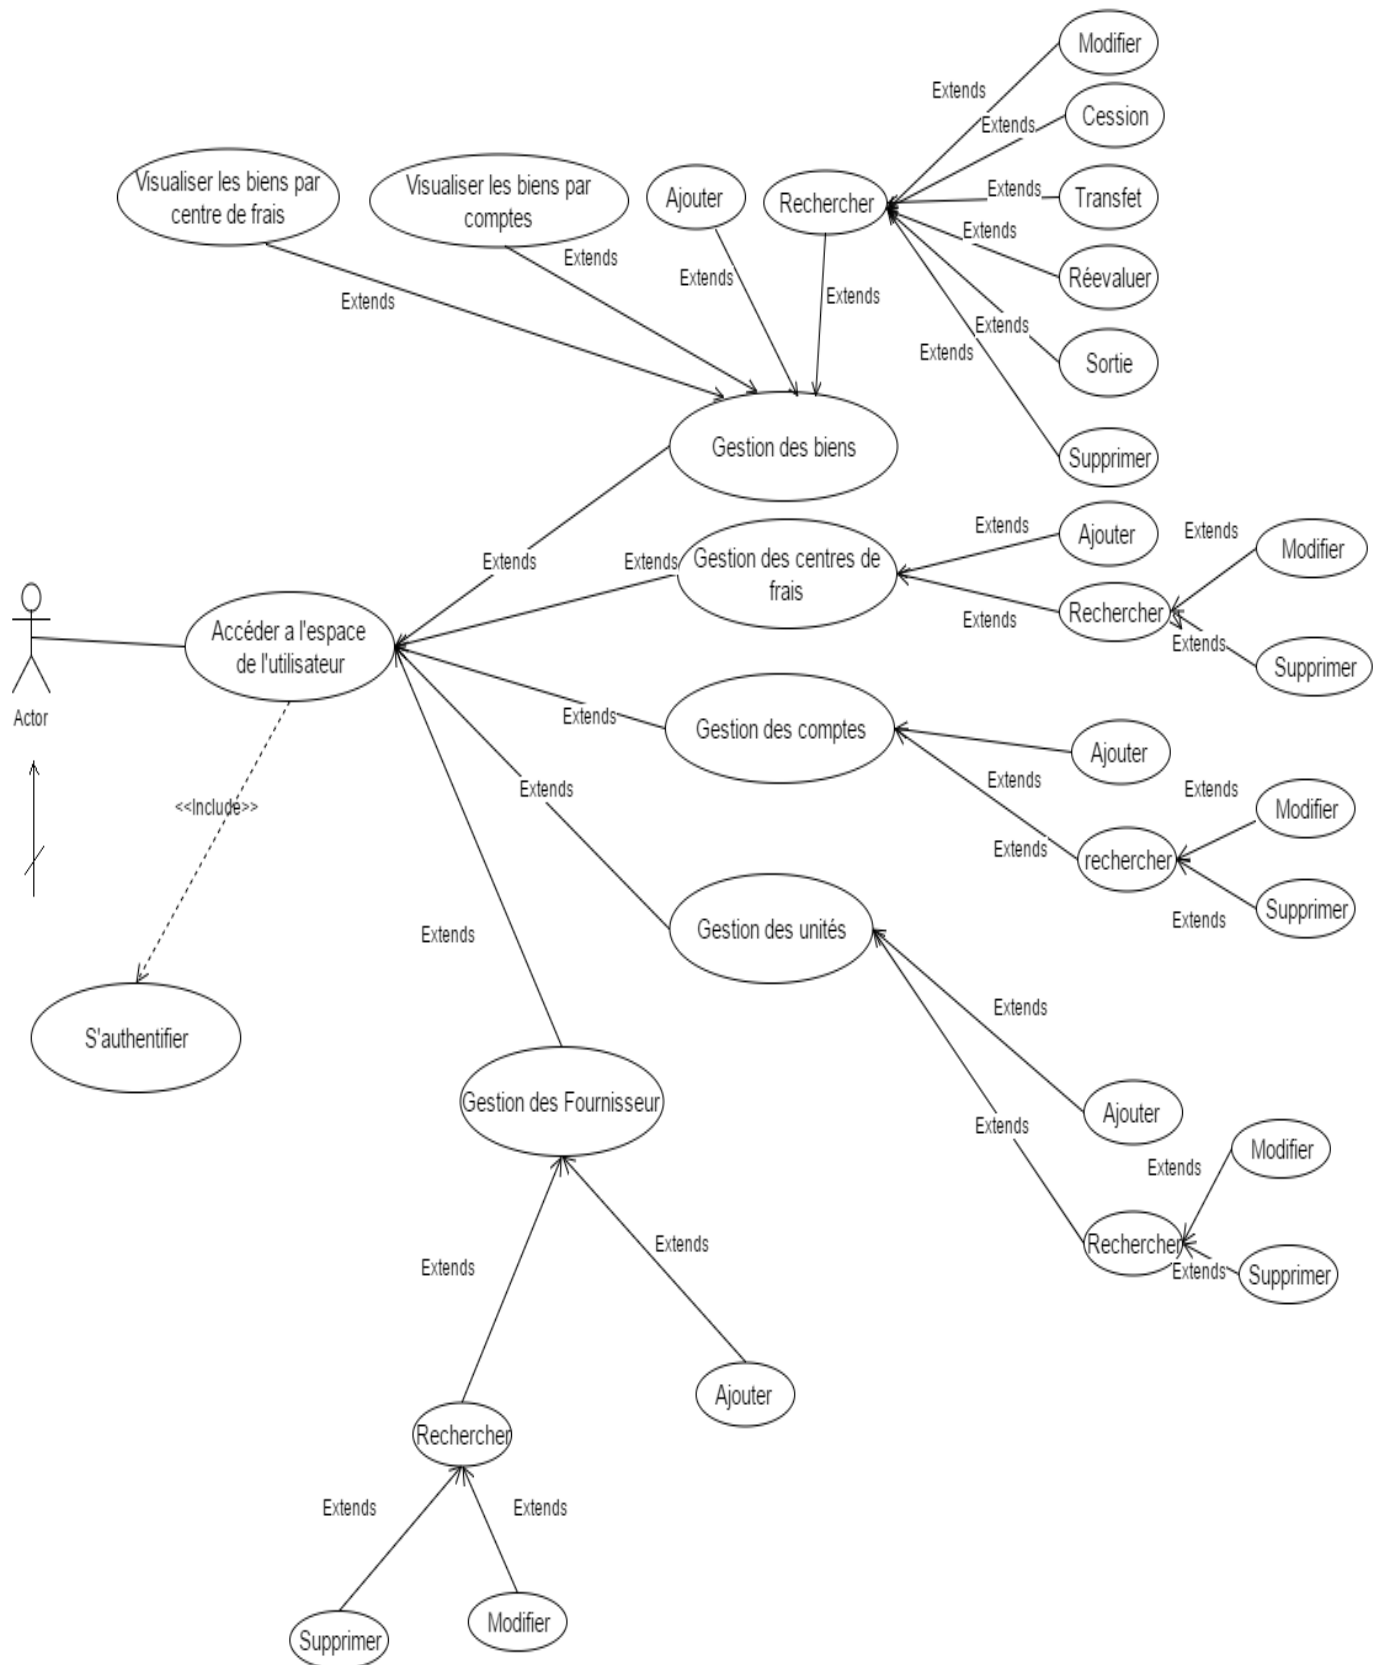 Modifier
Extends
Cession
Extends
Visualiser les biens par
centre de frais
Visualiser les biens par
comptes
Ajouter
Rechercher
Extends
Transfet
Extends
Extends
Extends
Réevaluer
Extends
Extends
Extends
Sortie
Extends
Gestion des biens
Supprimer
Extends
Extends
Gestion des centres de
frais
Extends
Ajouter
Extends
Modifier
Extends
Rechercher
Extends
Supprimer
Accéder a l'espace
de l'utilisateur
Actor
Extends
Gestion des comptes
Ajouter
Extends
Extends
Extends
Modifier
<<Include>>
Extends
rechercher
Extends
Supprimer
Extends
Gestion des unités
S'authentifier
Extends
Gestion des Fournisseur
Ajouter
Extends
Extends
Modifier
Extends
Extends
Rechercher
Extends
Supprimer
Ajouter
Rechercher
Extends
Extends
Modifier
Supprimer